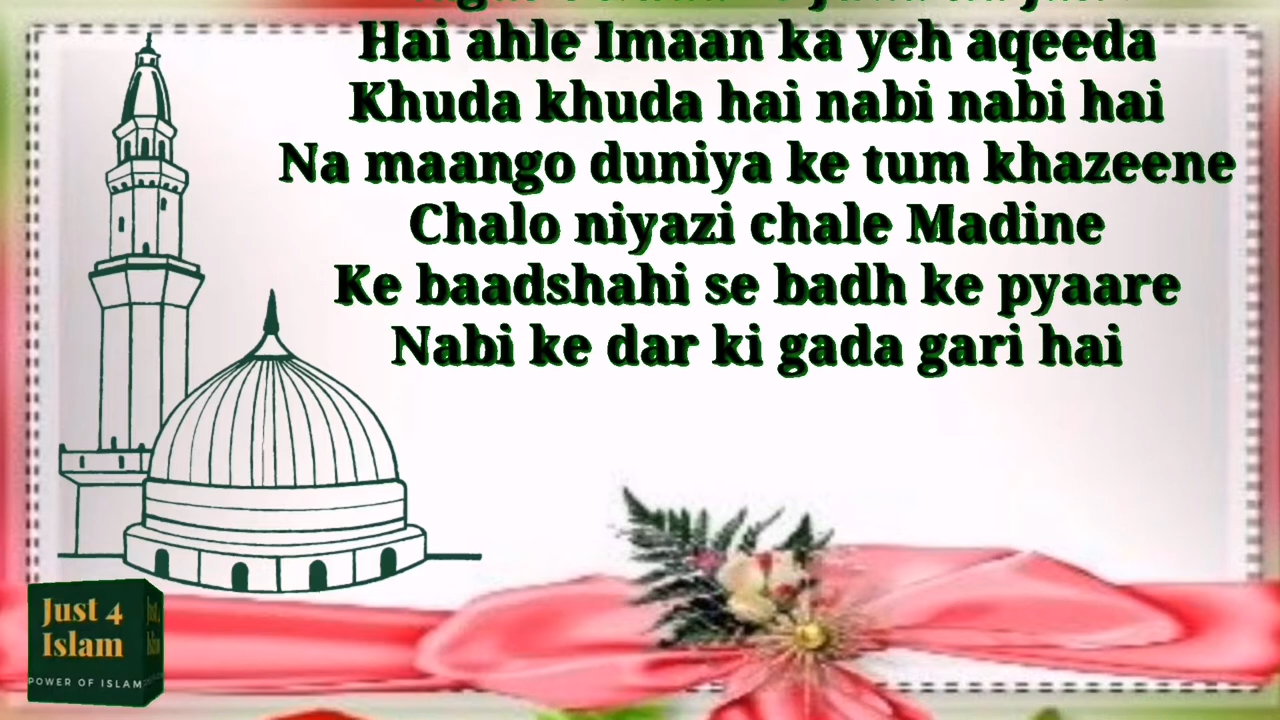 Hai ahle Imaan ka yeh aqeeda
Khuda khuda hai nabi nabi hai
Na maango duniya ke tum khazeene
Chalo niyazi chale Madine
Ke baadshahi se badh ke pyaare
Nabi ke dar ki gada gari hai
Just 4
Islam
POWER OF ISLAM